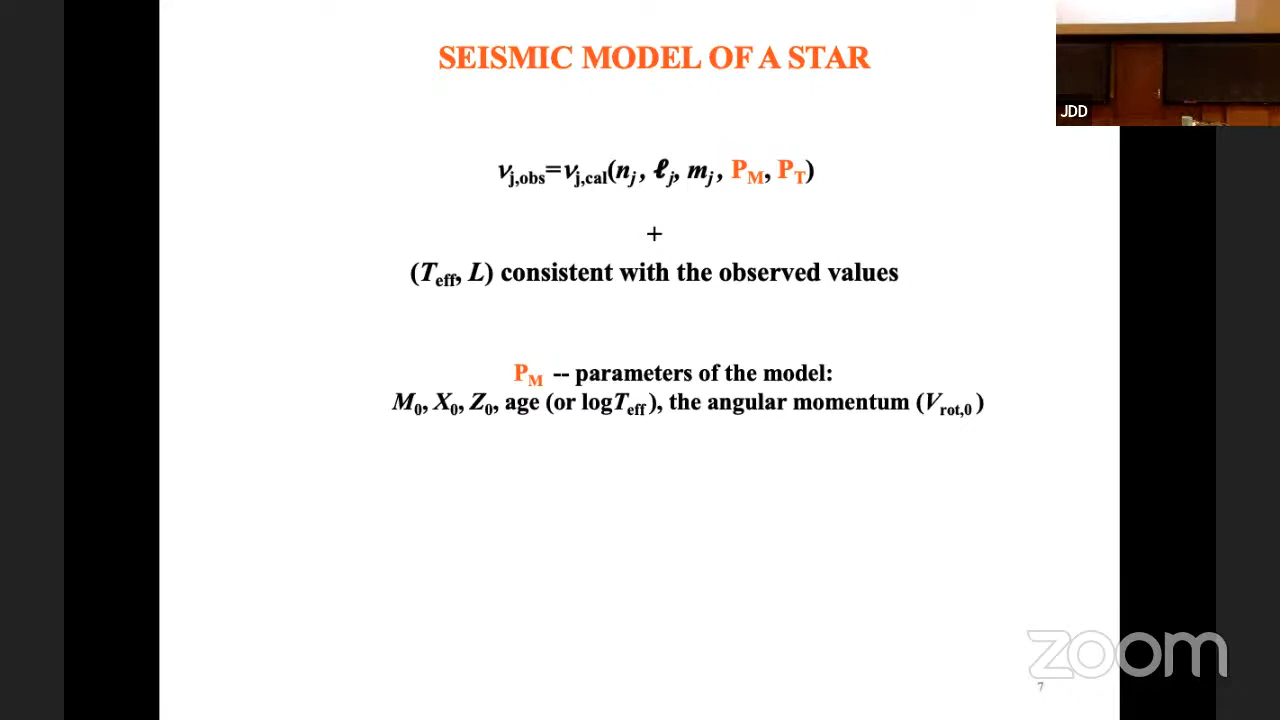 SEISMIC MODEL OF A STAR
JDD
νj,obs=νj,cal(nj , ℓj, mj , PM, PT)
+
(Teff, L) consistent with the observed values
PM -- parameters of the model:
M0, X0, Z0, age (or logTeff), the angular momentum (Vrot,0 )
zoom
7